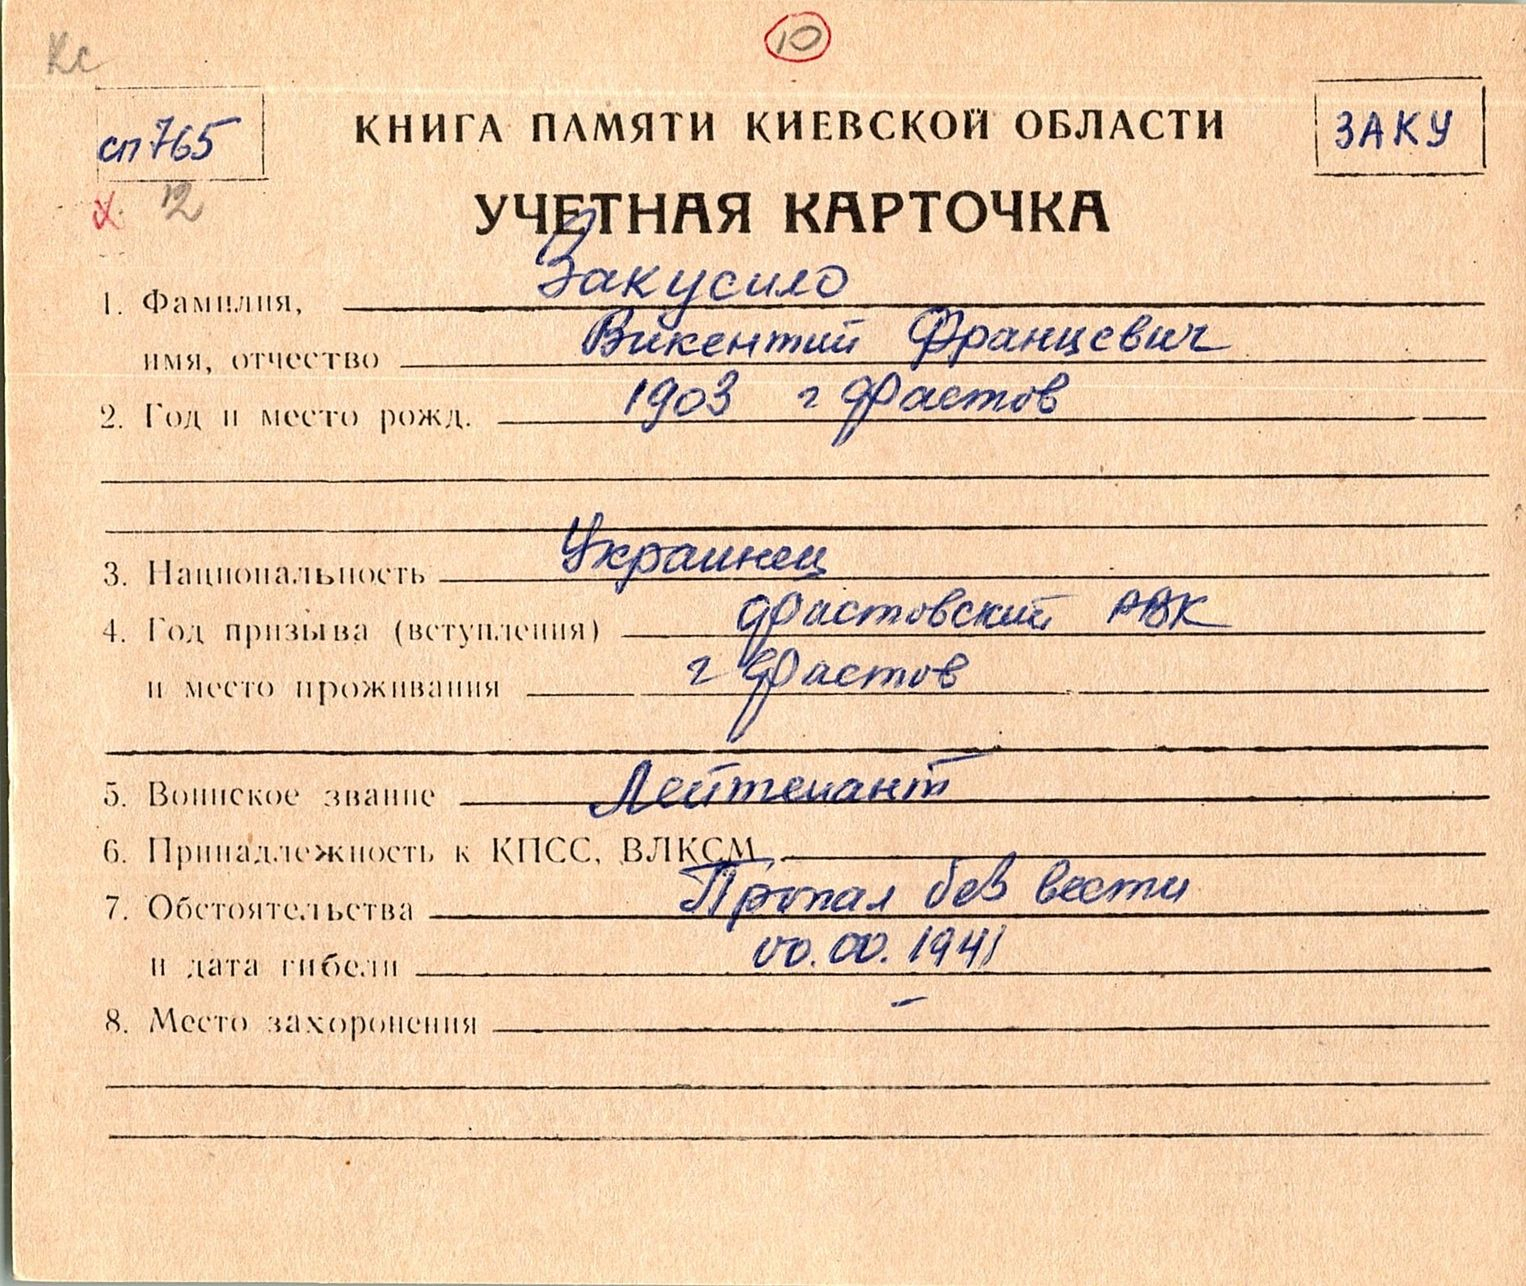 Кс
10
сп 765
КНИГА ПАМЯТИ КИЕВСКОЙ ОБЛАСТИ
ЗАКУ
12
УЧЕТНАЯ КАРТОЧКА
1. Фамилия, Закусило
имя, отчество Викентий Францевич
2. Год и место рожд. 1903 г Фастов
3. Национальность Украинец
4. Год призыва (вступления) Фастовский РВК
и место проживания г Фастов
5. Воинское звание Лейтенант
6. Принадлежность к КПСС, ВЛКСМ
7. Обстоятельства Пропал без вести
и дата гибели 00.00.1941
8. Место захоронения –